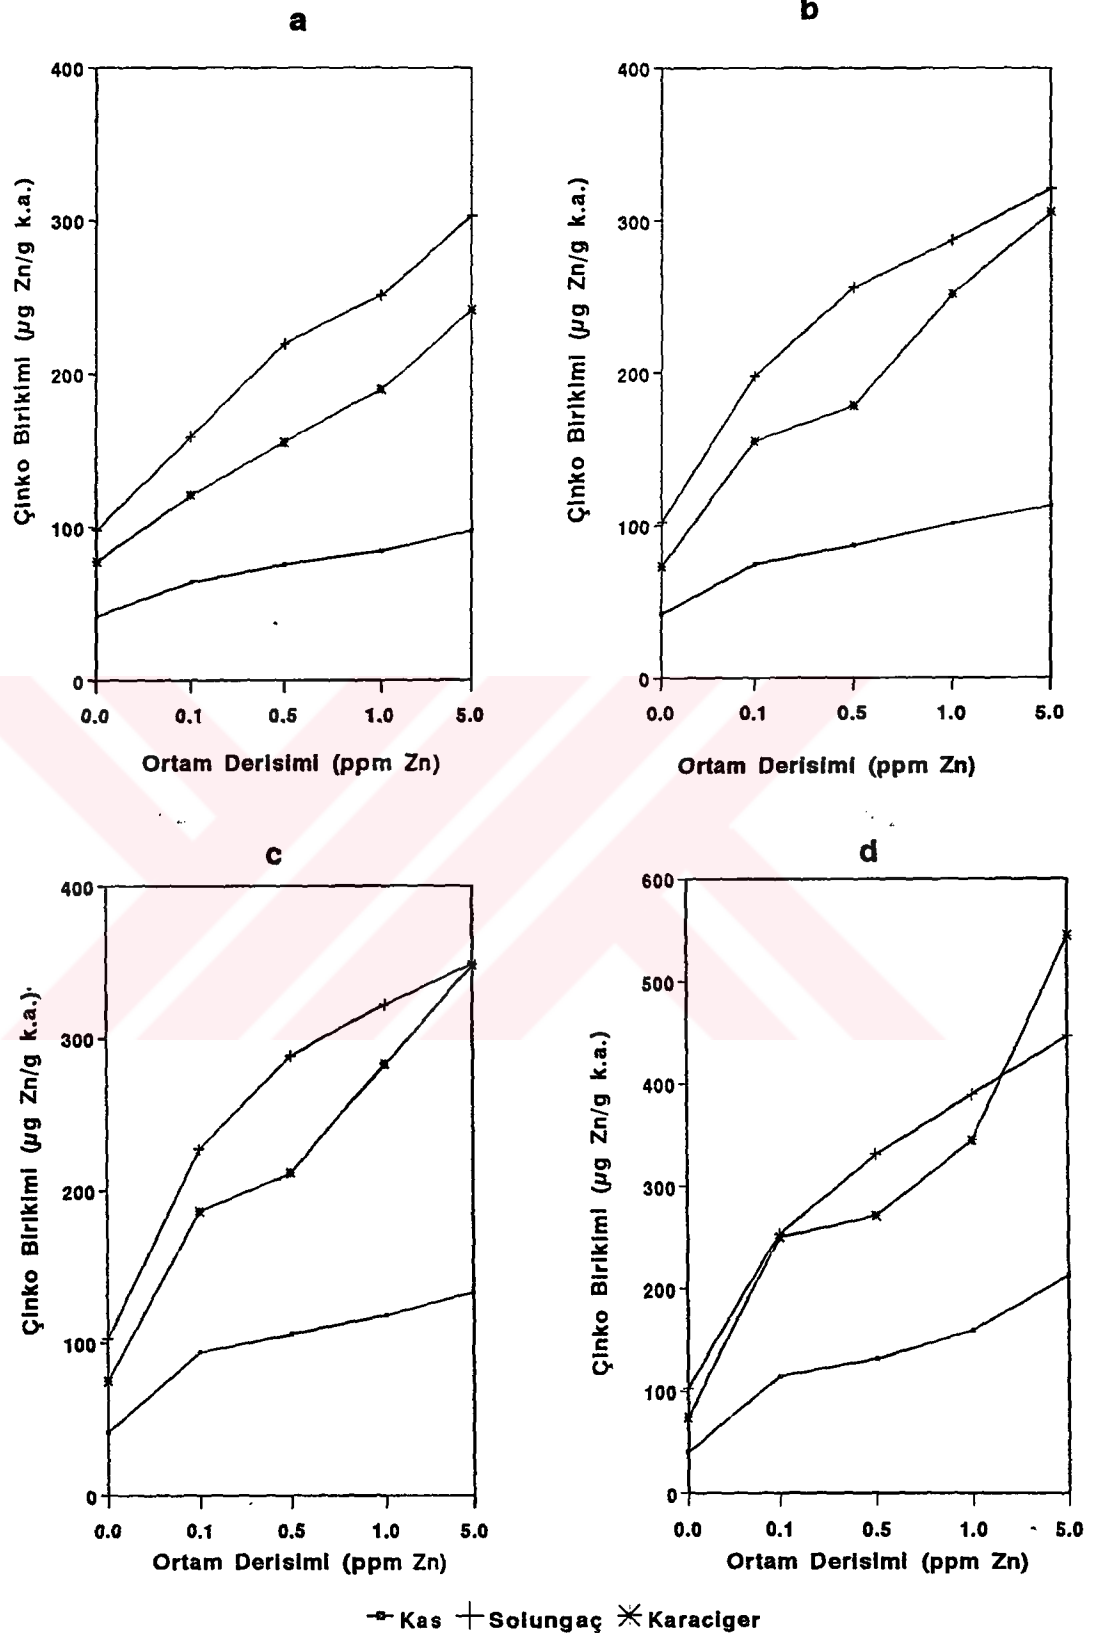 a
400
300
200
100
0
0.0 0.1 0.5 1.0 5.0
Çinko Birikimi (µg Zn/g k.a.)
Ortam Derisimi (ppm Zn)
b
400
300
200
100
0
0.0 0.1 0.5 1.0 5.0
Çinko Birikimi (µg Zn/g k.a.)
Ortam Derisimi (ppm Zn)
c
400
300
200
100
0
0.0 0.1 0.5 1.0 5.0
Çinko Birikimi (µg Zn/g k.a.)
Ortam Derisimi (ppm Zn)
d
600
500
400
300
200
100
0
0.0 0.1 0.5 1.0 5.0
Çinko Birikimi (µg Zn/g k.a.)
Ortam Derisimi (ppm Zn)
Kas Solungaç Karaciger